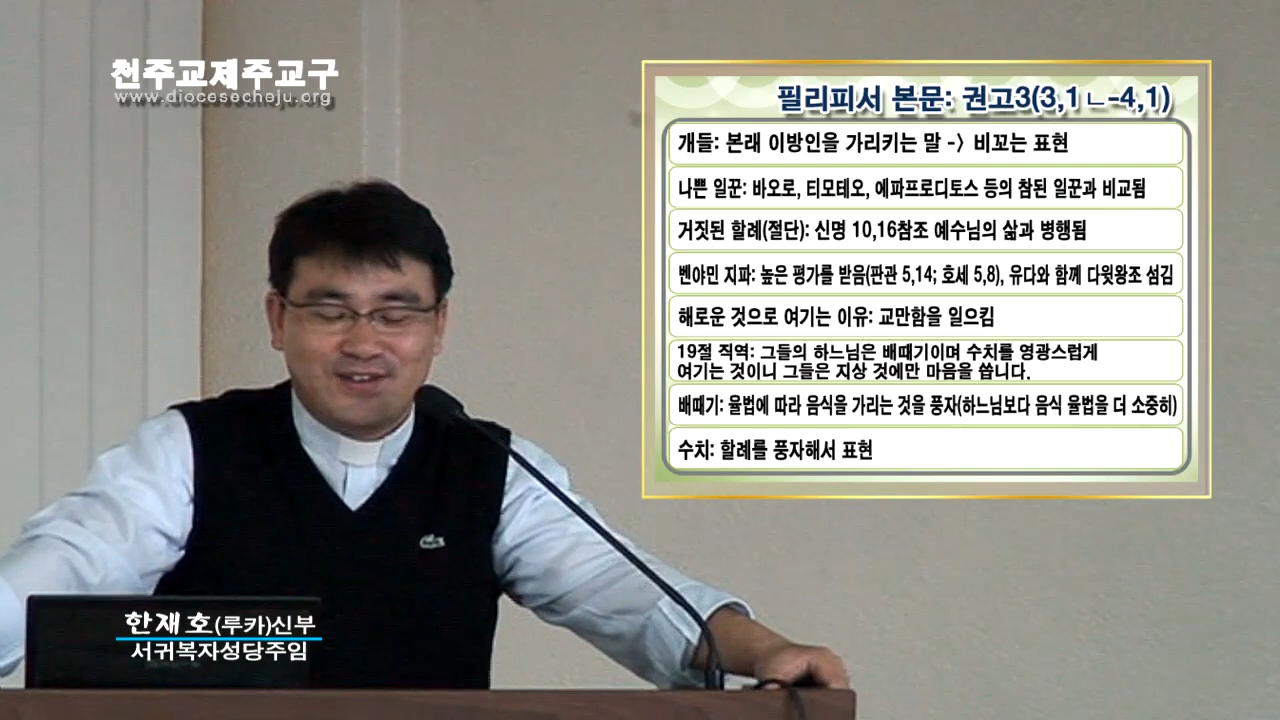 천주교제주교구
www.diocesecheju.org
필리피서 본문: 권고3(3,1ㄴ-4,1)
개들: 본래 이방인을 가리키는 말 -> 비꼬는 표현
나쁜 일꾼: 바오로, 티모테오, 에파프로디토스 등의 참된 일꾼과 비교됨
거짓된 할례(절단): 신명 10,16참조 예수님의 삶과 병행됨
벤야민 지파: 높은 평가를 받음(판관 5,14; 호세 5,8), 유다와 함께 다윗왕조 섬김
해로운 것으로 여기는 이유: 교만함을 일으킴
19절 직역: 그들의 하느님은 배때기이며 수치를 영광스럽게
여기는 것이니 그들은 지상 것에만 마음을 씁니다.
배때기: 율법에 따라 음식을 가리는 것을 풍자(하느님보다 음식 율법을 더 소중히)
수치: 할례를 풍자해서 표현
한재호(루카)신부
서귀복자성당주임